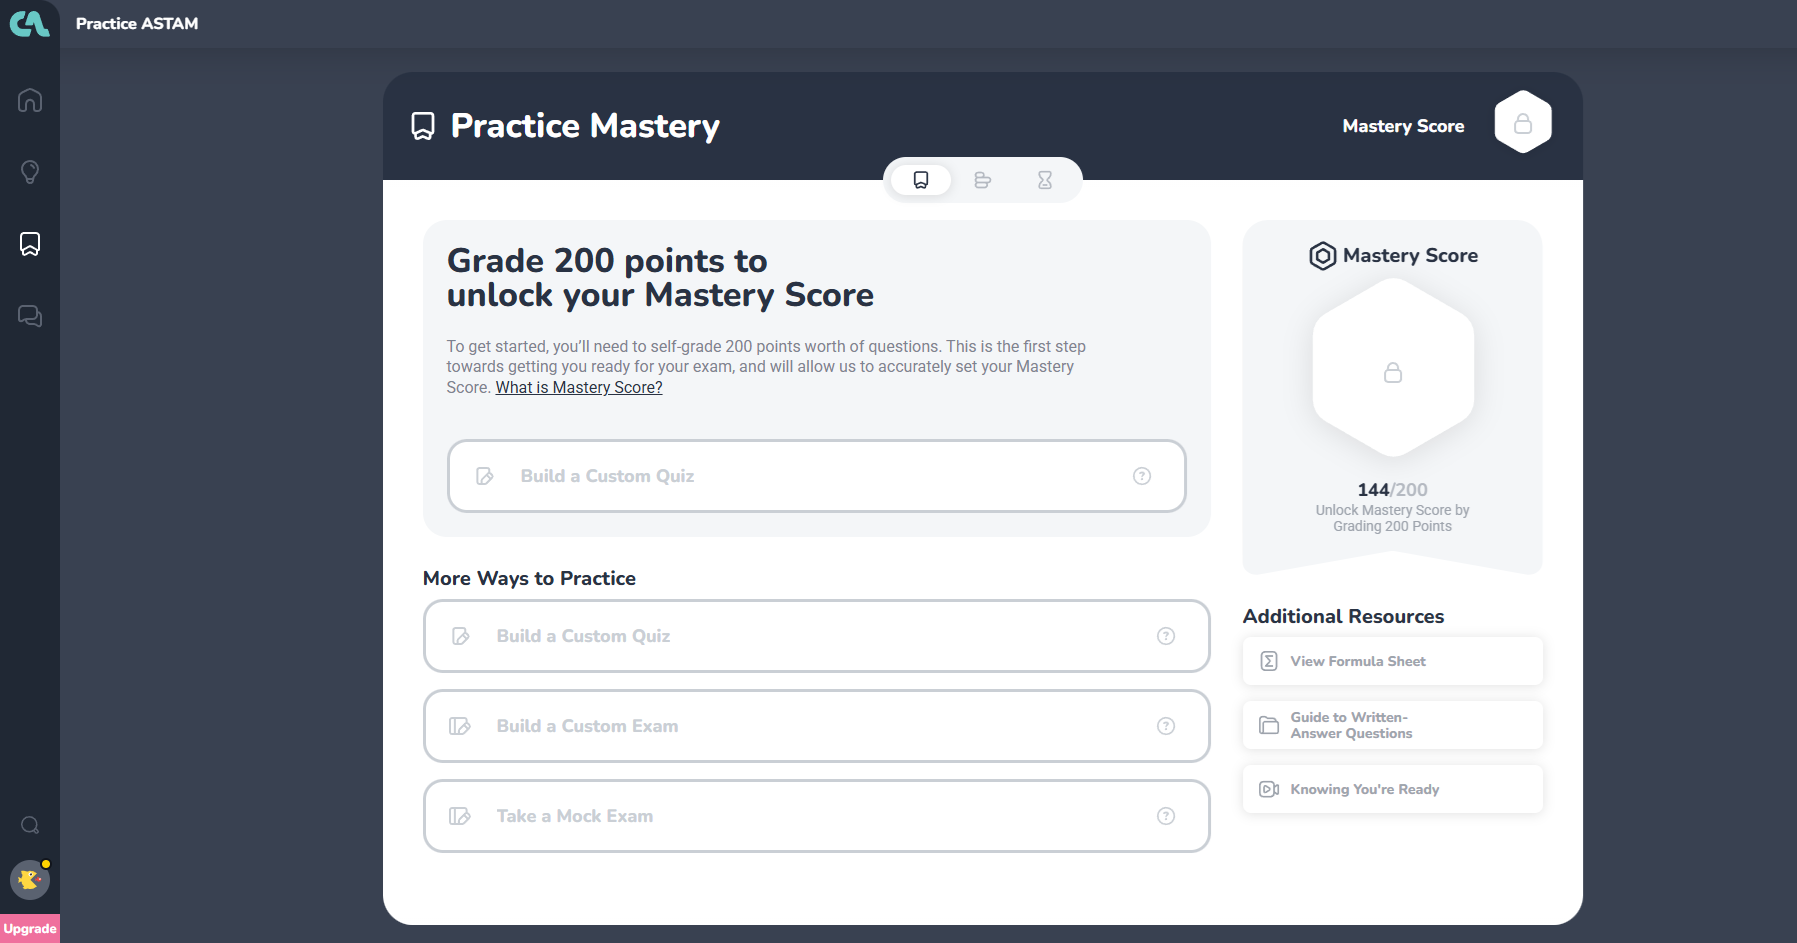 Practice ASTAM
Practice Mastery
Mastery Score
Grade 200 points to
unlock your Mastery Score
To get started, you’ll need to self-grade 200 points worth of questions. This is the first step
towards getting you ready for your exam, and will allow us to accurately set your Mastery
Score. What is Mastery Score?
Build a Custom Quiz
?
More Ways to Practice
Build a Custom Quiz
?
Build a Custom Exam
?
Take a Mock Exam
?
Mastery Score
144/200
Unlock Mastery Score by
Grading 200 Points
Additional Resources
View Formula Sheet
Guide to Written-
Answer Questions
Knowing You're Ready
Upgrade